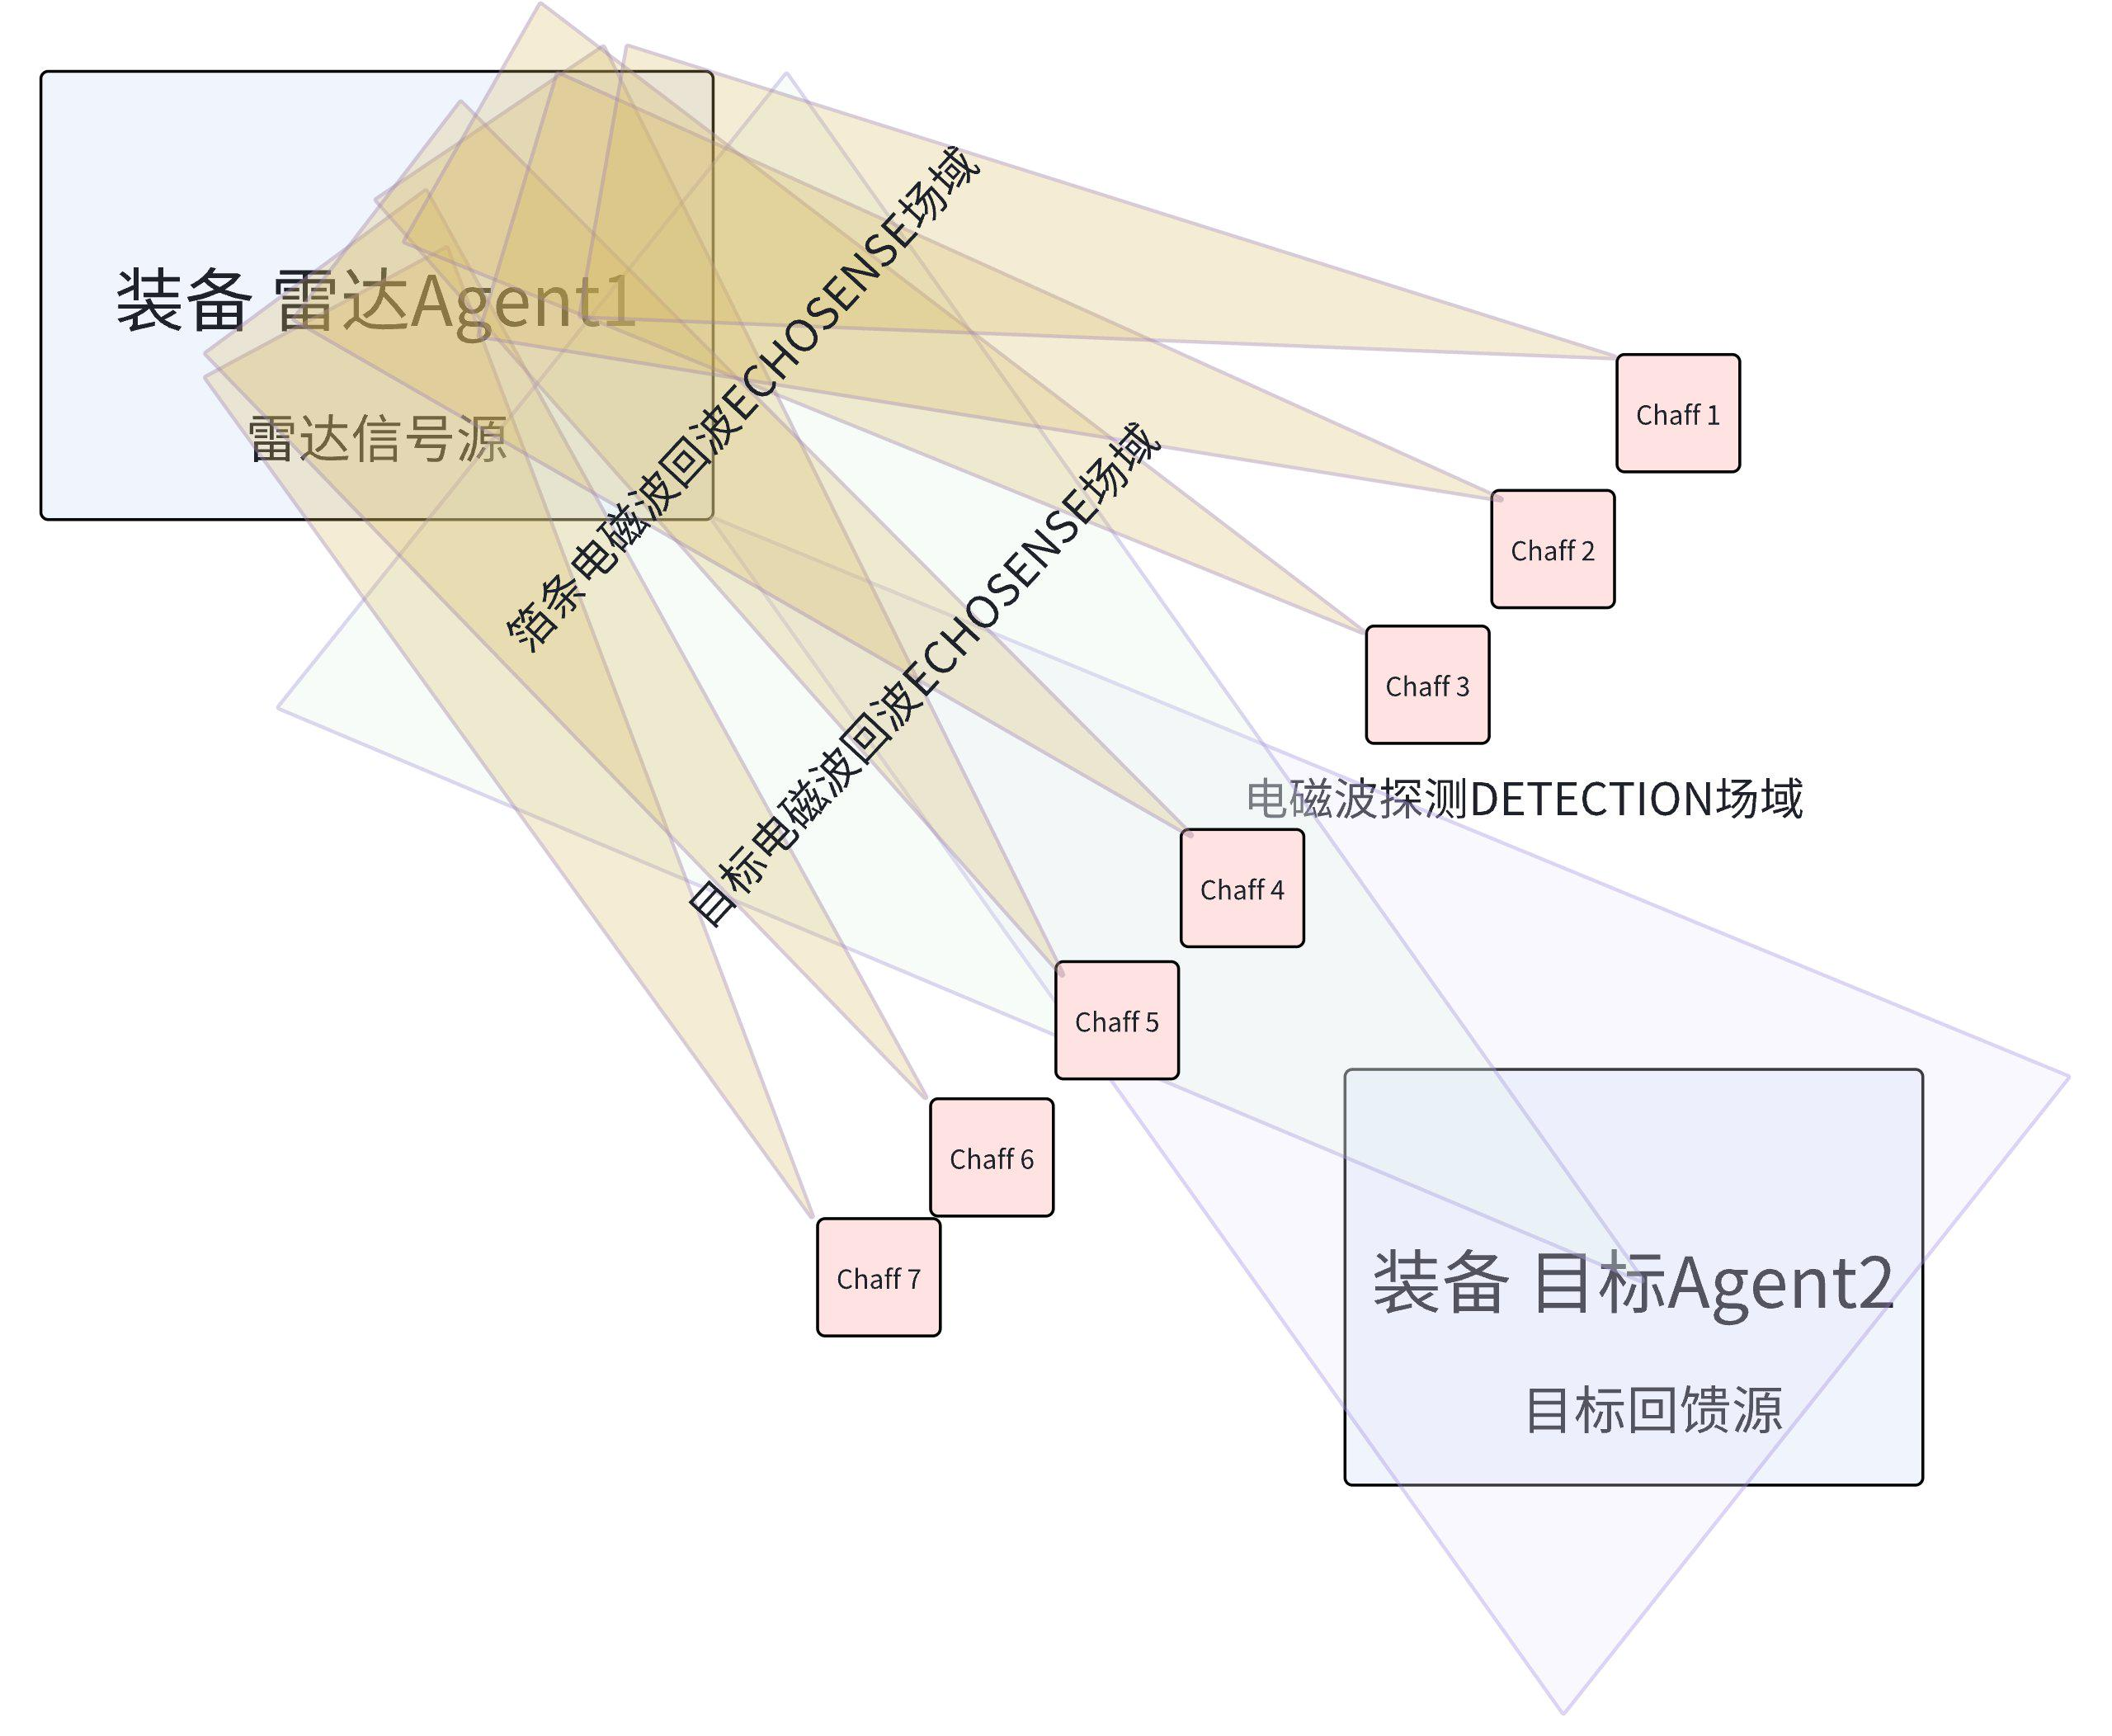 装备 雷达Agent1
雷达信号源
箔条电磁波回波ECHOSENSE场域
目标电磁波回波ECHOSENSE场域
Chaff 1
Chaff 2
Chaff 3
电磁波探测DETECTION场域
Chaff 4
Chaff 5
Chaff 6
Chaff 7
装备 目标Agent2
目标回馈源